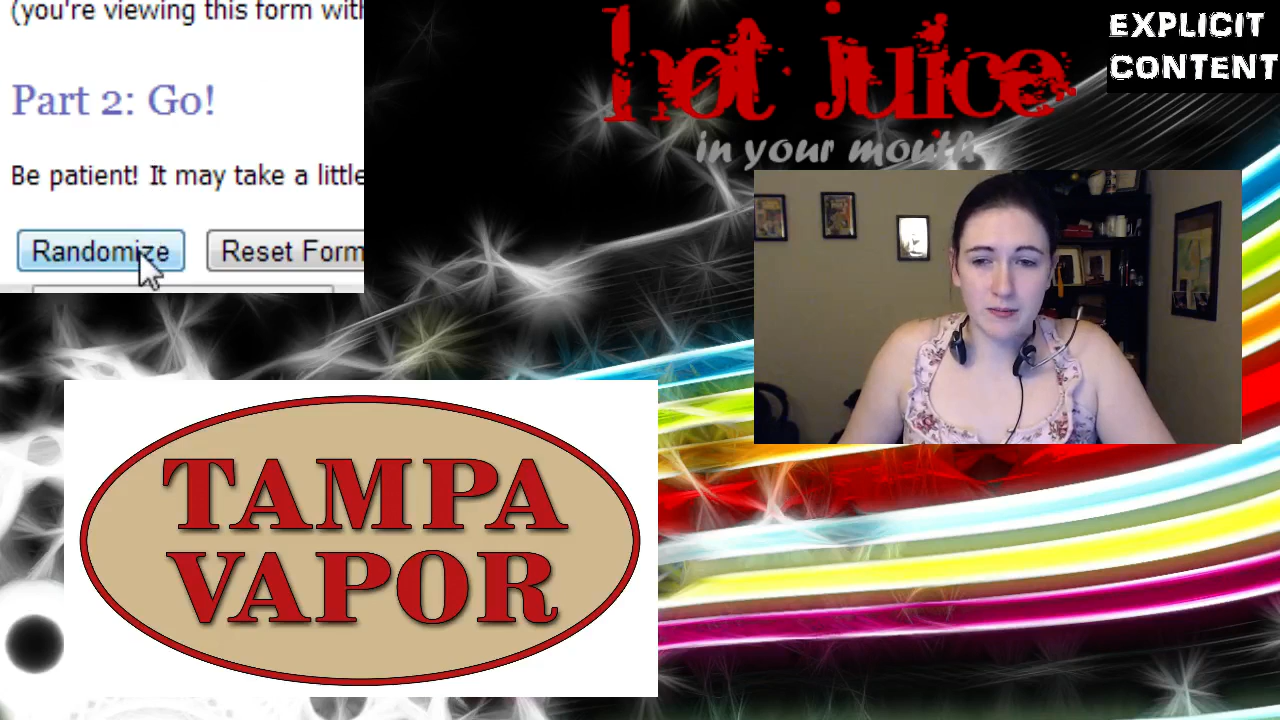 (you're viewing this form with
Part 2: Go!
Be patient! It may take a little
Randomize
Reset Form
hot juice
in your mouth
EXPLICIT
CONTENT
TAMPA
VAPOR